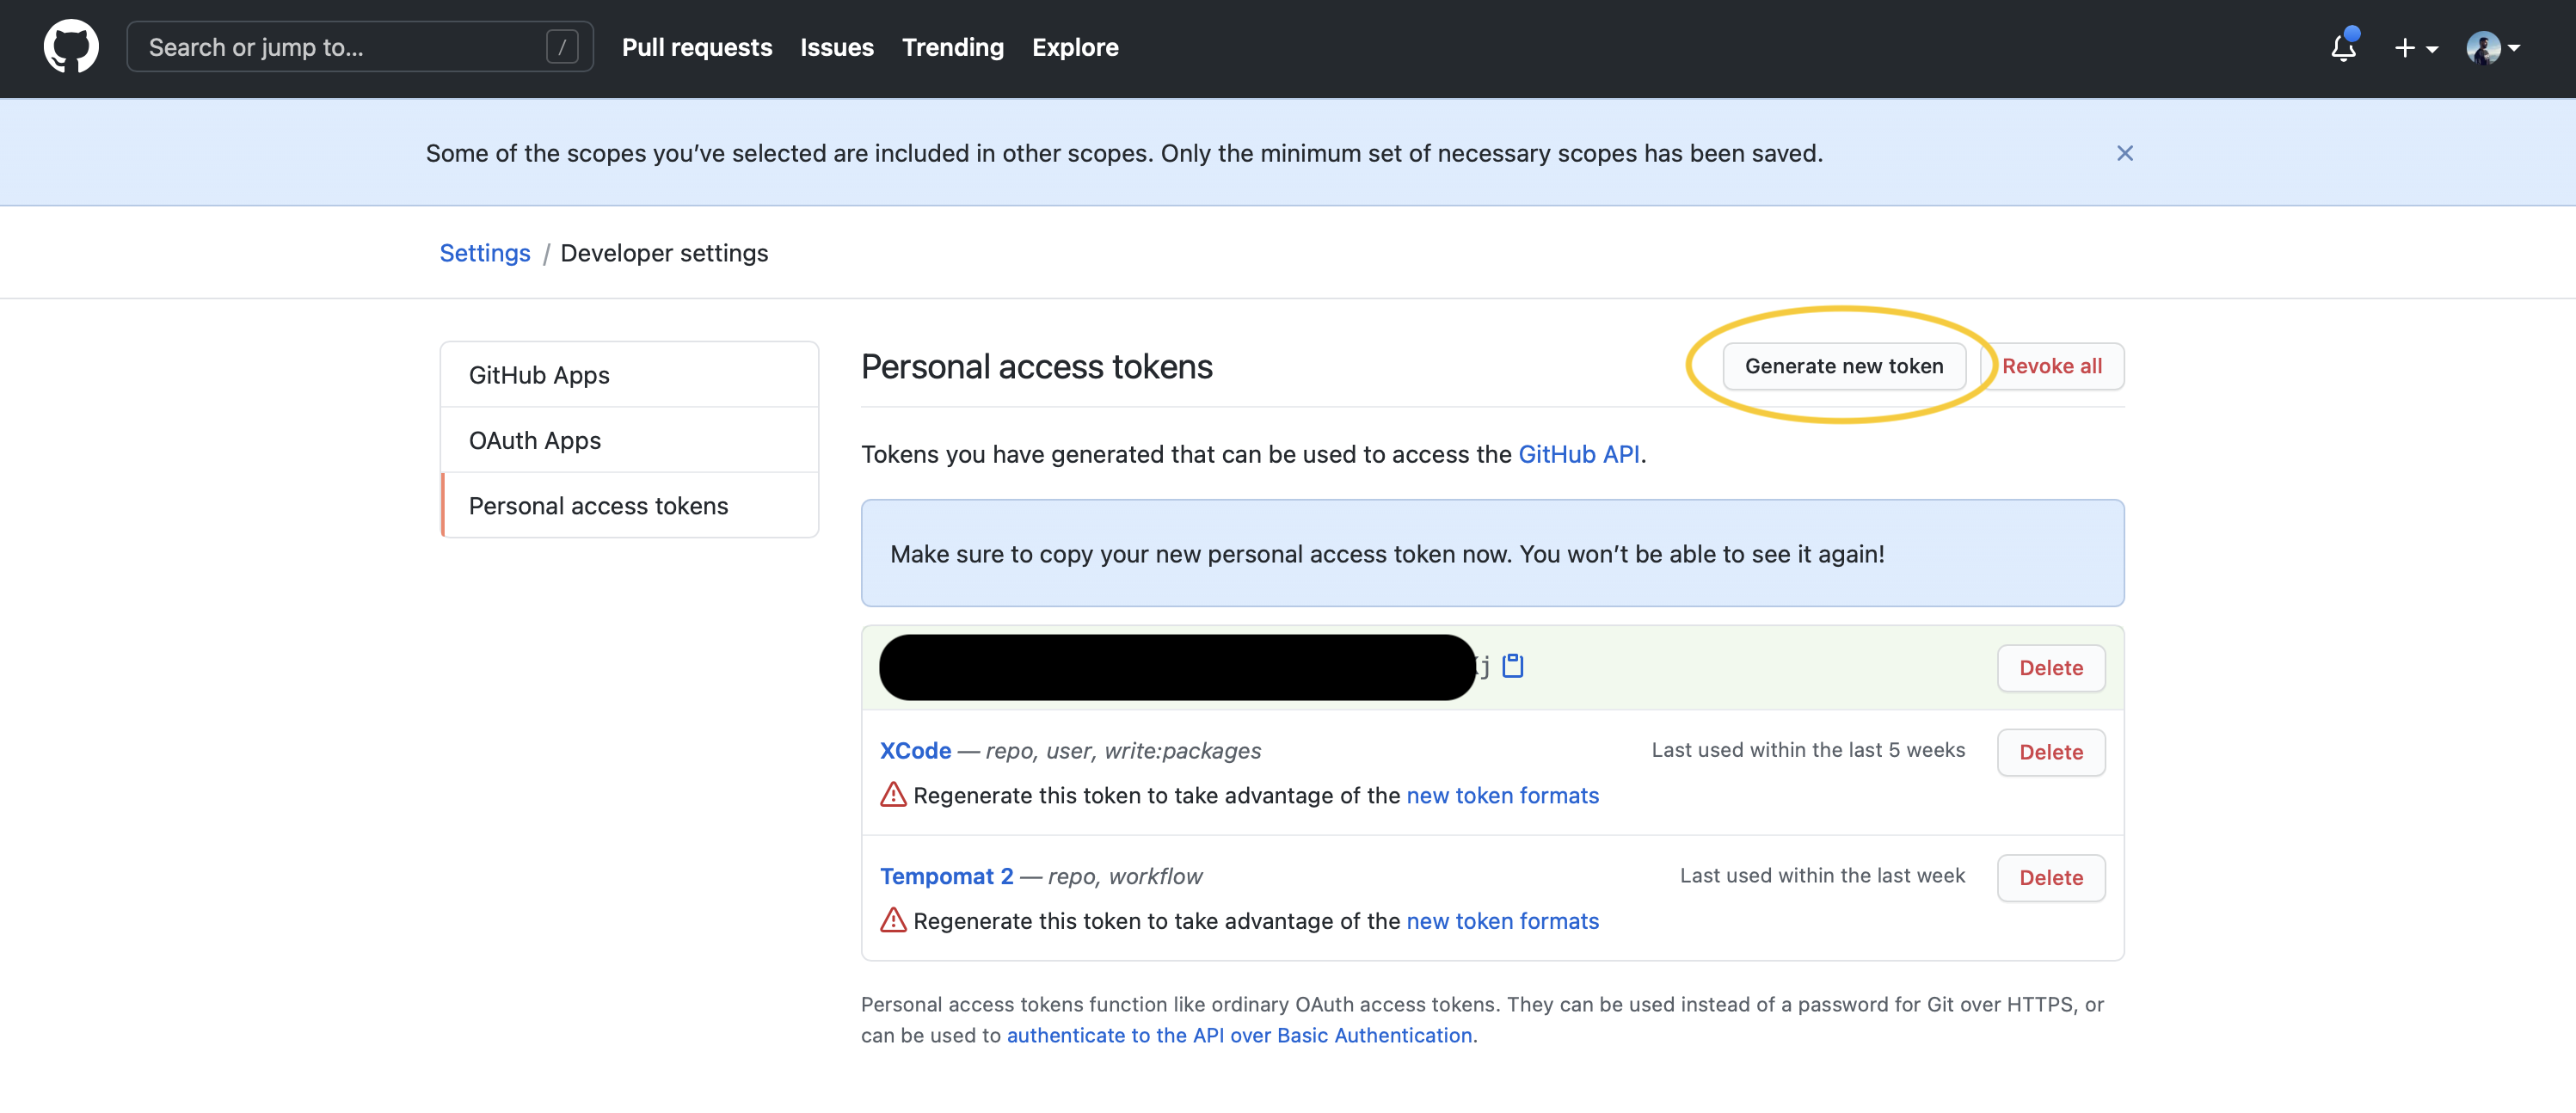 Search or jump to... /
Pull requests Issues Trending Explore
Some of the scopes you’ve selected are included in other scopes. Only the minimum set of necessary scopes has been saved.
Settings / Developer settings
GitHub Apps
OAuth Apps
Personal access tokens
Personal access tokens
Generate new token
Revoke all
Tokens you have generated that can be used to access the GitHub API.
Make sure to copy your new personal access token now. You won’t be able to see it again!
j
Delete
XCode — repo, user, write:packages
Last used within the last 5 weeks
Delete
Regenerate this token to take advantage of the new token formats
Tempomat 2 — repo, workflow
Last used within the last week
Delete
Regenerate this token to take advantage of the new token formats
Personal access tokens function like ordinary OAuth access tokens. They can be used instead of a password for Git over HTTPS, or
can be used to authenticate to the API over Basic Authentication.